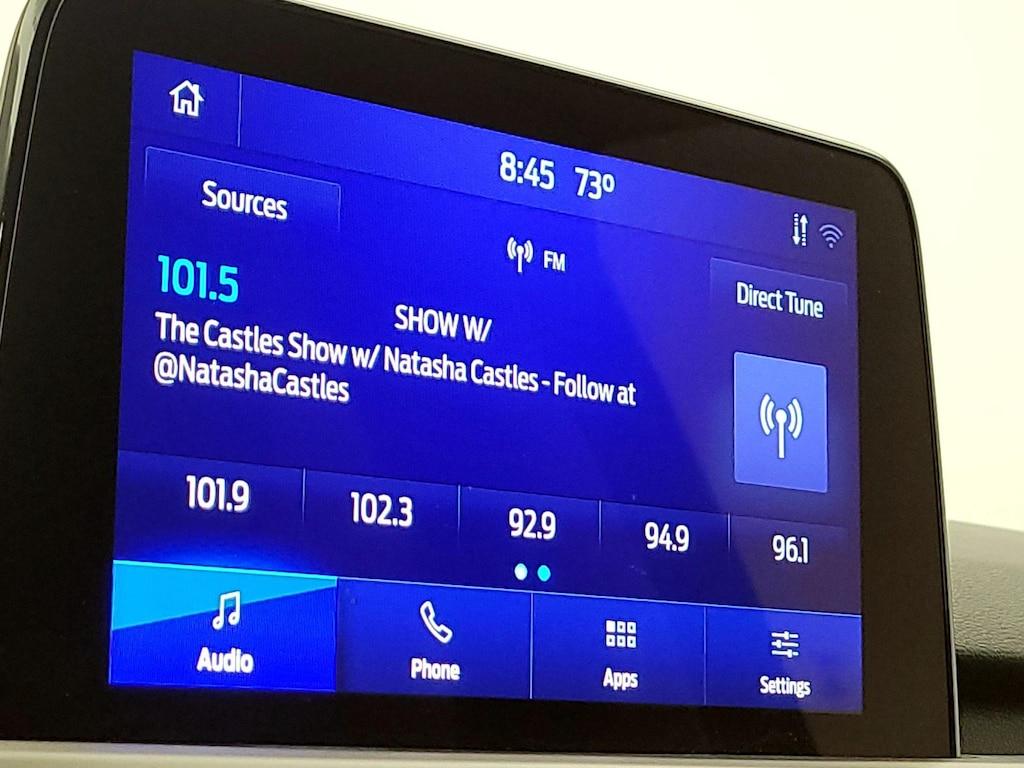 8:45 73°
Sources
FM
101.5
Direct Tune
SHOW W/
The Castles Show w/ Natasha Castles - Follow at
@NatashaCastles
101.9 102.3 92.9 94.9 96.1
Audio Phone Apps Settings